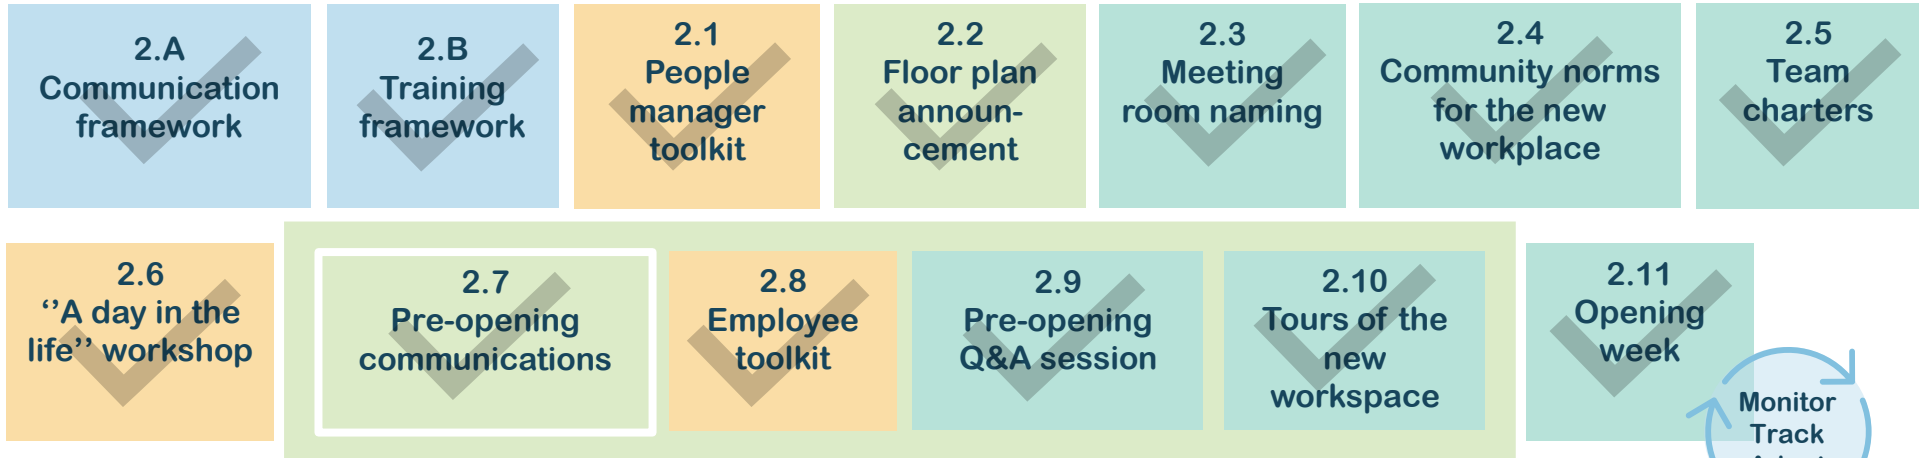 2.A
Communication
framework
2.B
Training
framework
2.1
People
manager
toolkit
2.2
Floor plan
announ-
cement
2.3
Meeting
room naming
2.4
Community norms
for the new
workplace
2.5
Team
charters
2.6
‘’A day in the
life’’ workshop
2.7
Pre-opening
communications
2.8
Employee
toolkit
2.9
Pre-opening
Q&A session
2.10
Tours of the
new
workspace
2.11
Opening
week
Monitor
Track